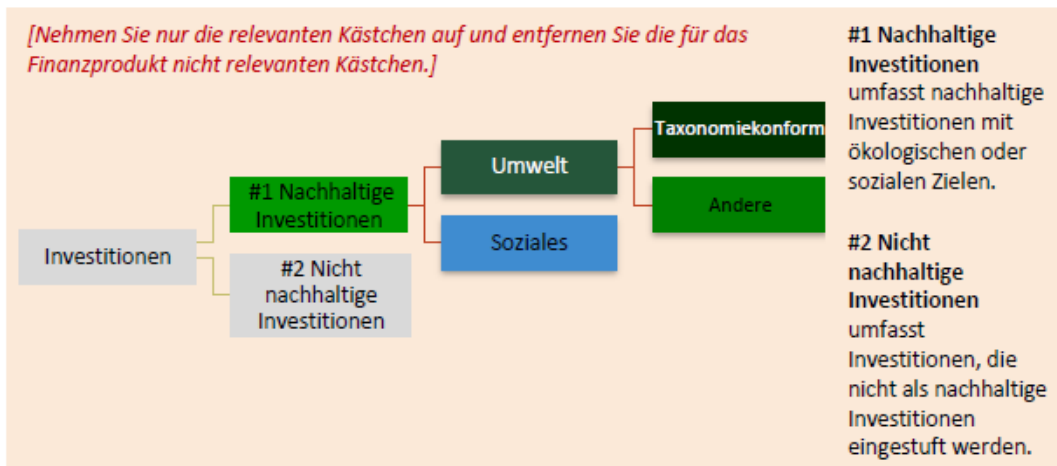 [Nehmen Sie nur die relevanten Kästchen auf und entfernen Sie die für das
Finanzprodukt nicht relevanten Kästchen.]
Investitionen
#1 Nachhaltige
Investitionen
#2 Nicht
nachhaltige
Investitionen
Umwelt
Soziales
Taxonomiekonform
Andere
#1 Nachhaltige
Investitionen
umfasst nachhaltige
Investitionen mit
ökologischen oder
sozialen Zielen.
#2 Nicht
nachhaltige
Investitionen
umfasst
Investitionen, die
nicht als nachhaltige
Investitionen
eingestuft werden.